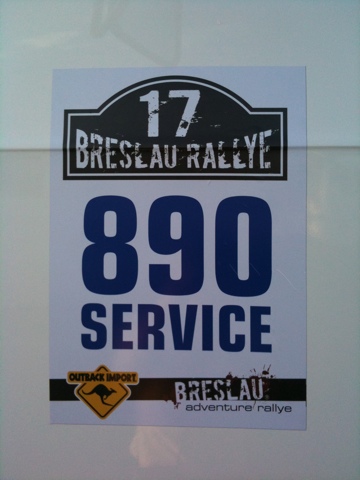 17
BRESLAU RALLYE
890
SERVICE
OUTBACK IMPORT
BRESLAU
adventure rallye